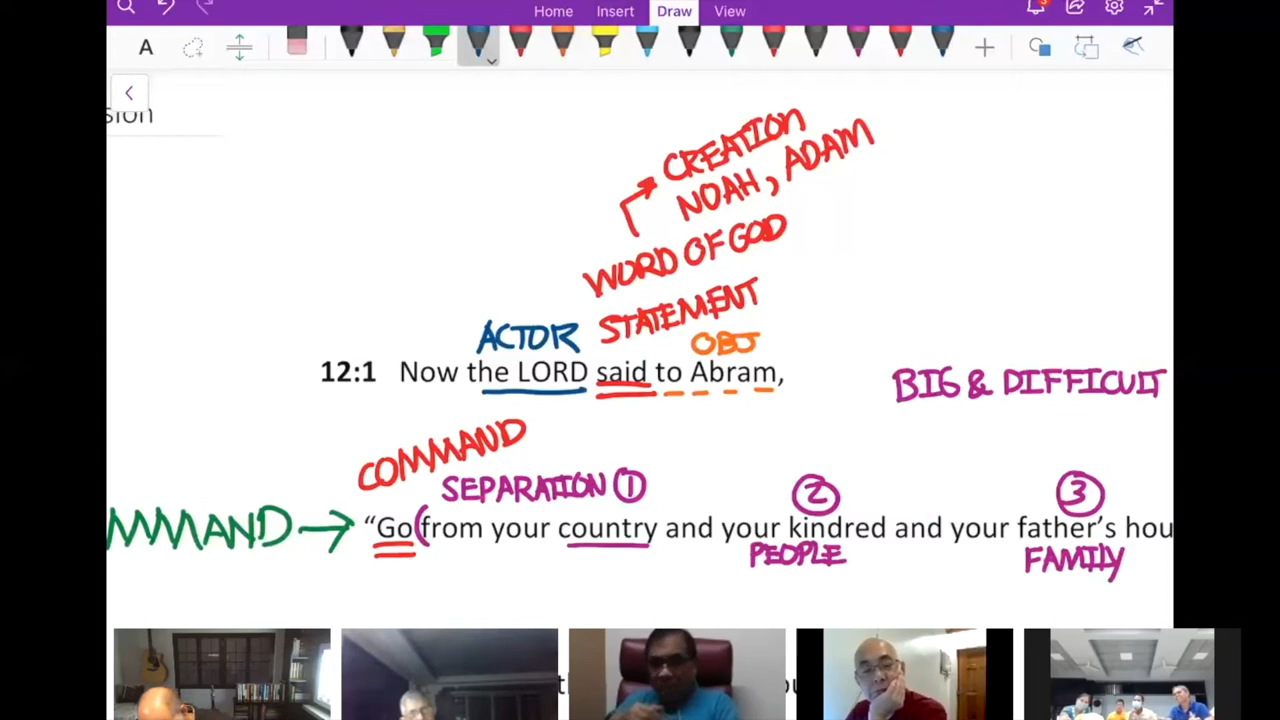 Home Insert Draw View
A
3
sion
CREATION
NOAH, ADAM
WORD OF GOD
STATEMENT
ACTOR
OBJ
12:1 Now the LORD said to Abram,
BIG & DIFFICUIT
COMMAND
SEPARATION ① ② ③
MMAND → “Go (from your country and your kindred and your father’s hou
PEOPLE FAMILY